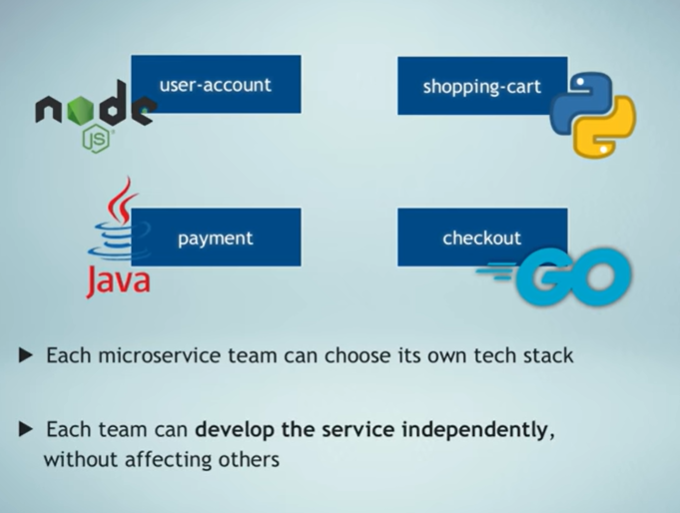 user-account
shopping-cart
node
JS
payment
checkout
Java
GO
▶ Each microservice team can choose its own tech stack
▶ Each team can develop the service independently,
without affecting others